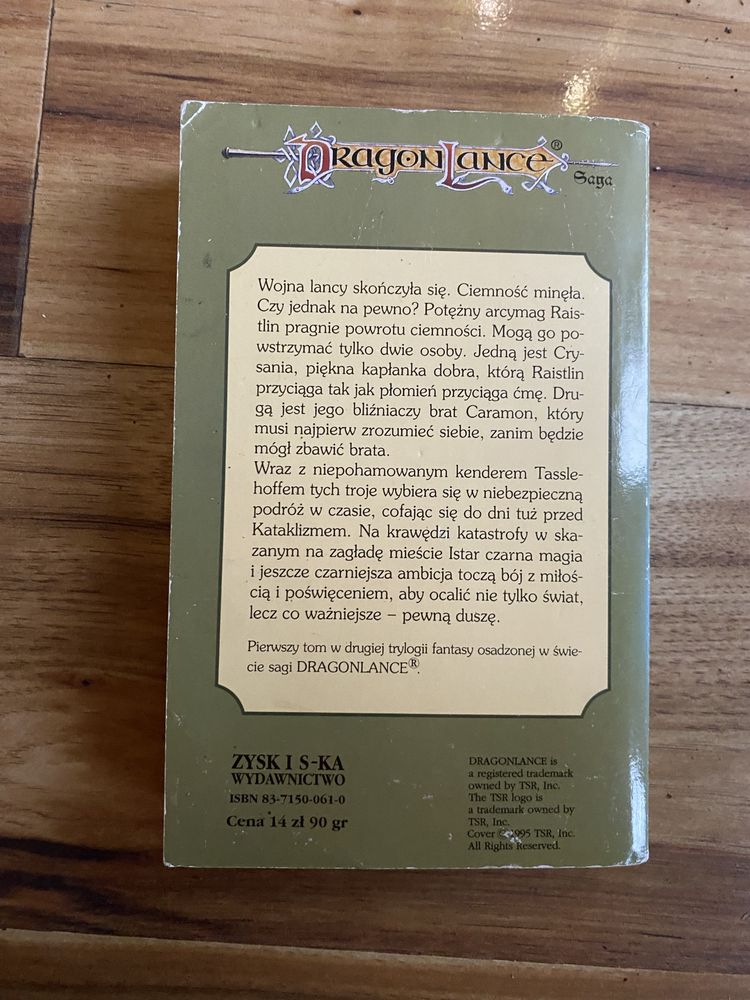 DRAGONLANCE®
Saga
Wojna lancy skończyła się. Ciemność minęła.
Czy jednak na pewno? Potężny arcymag Rais-
tlin pragnie powrotu ciemności. Mogą go po-
wstrzymać tylko dwie osoby. Jedną jest Cry-
sania, piękna kapłanka dobra, którą Raistlin
przyciąga tak jak płomień przyciąga ćmę. Dru-
gą jest jego bliźniaczy brat Caramon, który
musi najpierw zrozumieć siebie, zanim będzie
mógł zbawić brata.
Wraz z niepohamowanym kenderem Tassle-
hoffem tych troje wybiera się w niebezpieczną
podróż w czasie, cofając się do dni tuż przed
Kataklizmem. Na krawędzi katastrofy w ska-
zanym na zagładę mieście Istar czarna magia
i jeszcze czarniejsza ambicja toczą bój z miłoś-
cią i poświęceniem, aby ocalić nie tylko świat,
lecz co ważniejsze – pewną duszę.
Pierwszy tom w drugiej trylogii fantasy osadzonej w świe-
cie sagi DRAGONLANCE®.
ZYSK I S-KA
WYDAWNICTWO
ISBN 83-7150-061-0
Cena 14 zł 90 gr
DRAGONLANCE is
a registered trademark
owned by TSR, Inc.
The TSR logo is
a trademark owned by
TSR, Inc.
Cover © 1995 TSR, Inc.
All Rights Reserved.